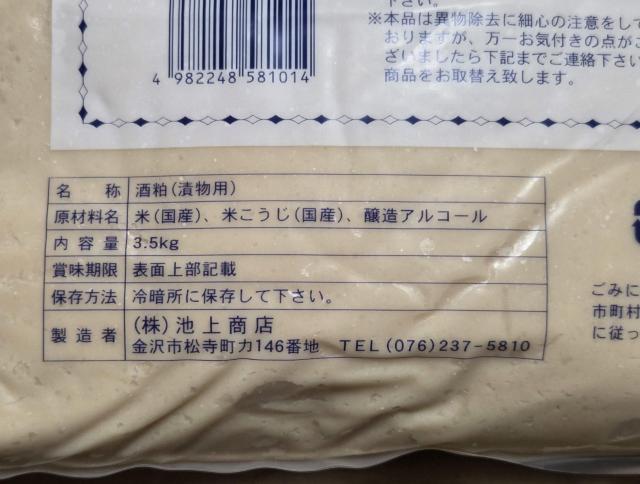 下さい。
※本品は異物除去に細心の注意をして
おりますが、万一お気付きの点がご
ざいましたら下記までご連絡下さい
商品をお取替え致します。
4 982248 581014
名称 酒粕(漬物用)
原材料名 米(国産)、米こうじ(国産)、醸造アルコール
内容量 3.5kg
賞味期限 表面上部記載
保存方法 冷暗所に保存して下さい。
製造者 (株)池上商店
金沢市松寺町カ146番地 TEL(076)237-5810
ごみに
市町村
に従っ